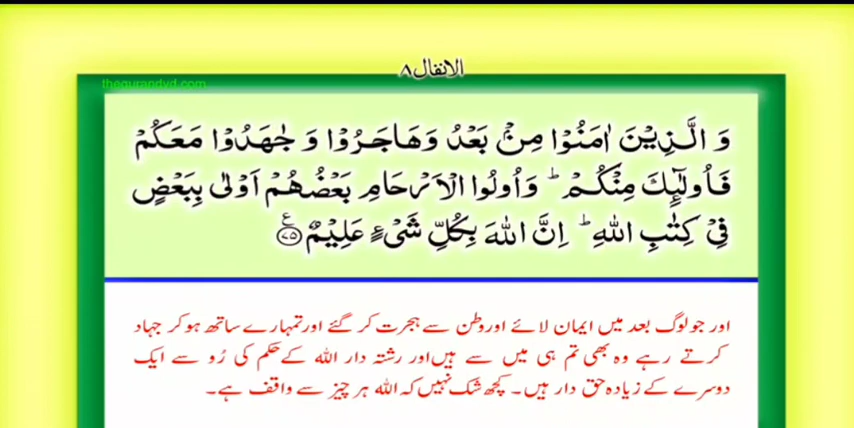 الانفال ٨
thequrandvd.com
وَ الَّذِيۡنَ اٰمَنُوۡا مِنۡۢ بَعۡدُ وَهَاجَرُوۡا وَ جٰهَدُوۡا مَعَكُمۡ
فَاُولٰٓٮِٕكَ مِنۡكُمۡ‌ؕ وَاُولُوا الۡاَرۡحَامِ بَعۡضُهُمۡ اَوۡلٰى بِبَعۡضٍ
فِىۡ كِتٰبِ اللّٰهِ‌ؕ اِنَّ اللّٰهَ بِكُلِّ شَىۡءٍ عَلِيۡمٌ ﴿۷۵﴾ ع
اور جو لوگ بعد میں ایمان لائے اور وطن سے ہجرت کر گئے اور تمہارے ساتھ ہو کر جہاد
کرتے رہے وہ بھی تم ہی میں سے ہیں اور رشتہ دار اللہ کے حکم کی رُو سے ایک
دوسرے کے زیادہ حق دار ہیں۔ کچھ شک نہیں کہ اللہ ہر چیز سے واقف ہے۔